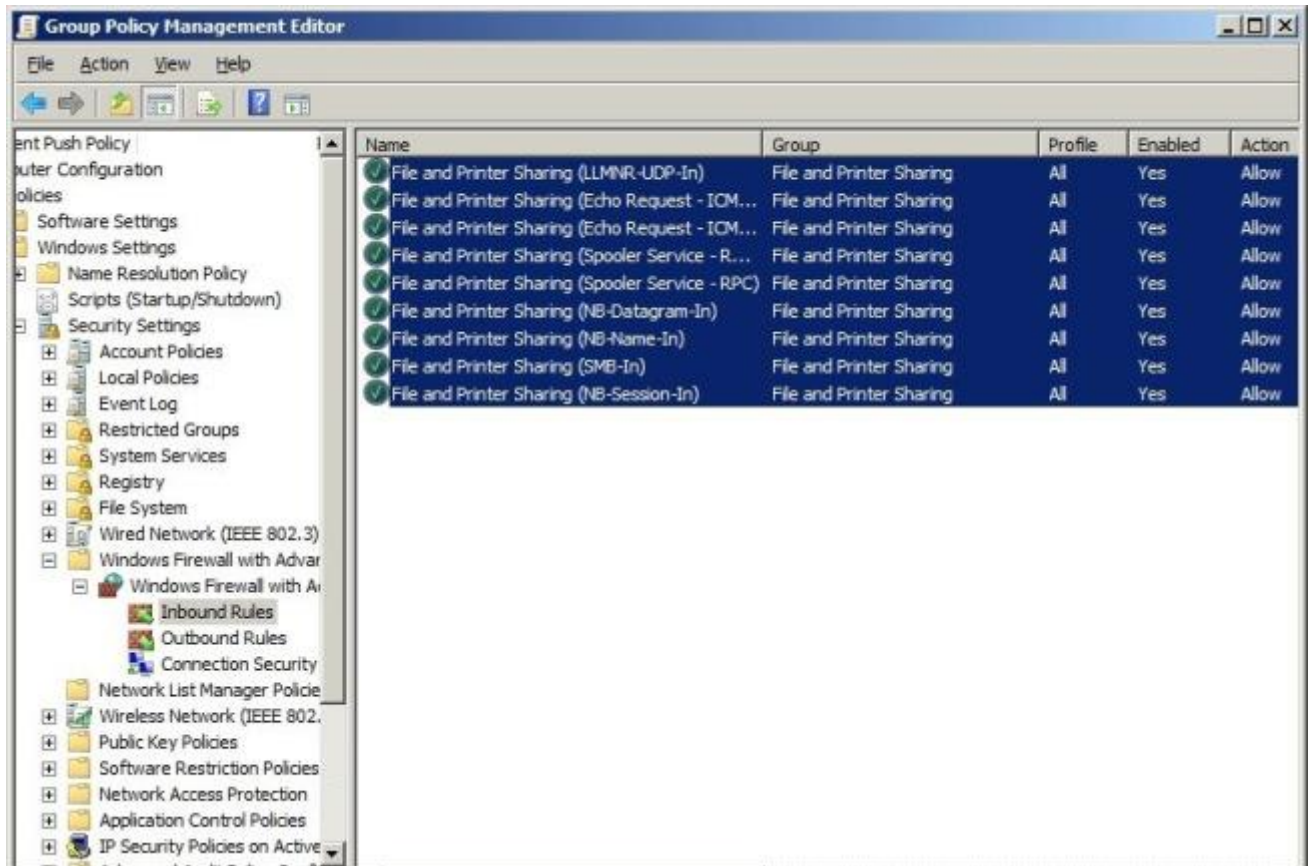 Group Policy Management Editor
File Action View Help
ent Push Policy
uter Configuration
olicies
Software Settings
Windows Settings
Name Resolution Policy
Scripts (Startup/Shutdown)
Security Settings
Account Policies
Local Policies
Event Log
Restricted Groups
System Services
Registry
File System
Wired Network (IEEE 802.3)
Windows Firewall with Advar
Windows Firewall with A
Inbound Rules
Outbound Rules
Connection Security
Network List Manager Policie
Wireless Network (IEEE 802.
Public Key Policies
Software Restriction Policies
Network Access Protection
Application Control Policies
IP Security Policies on Active
Name Group Profile Enabled Action
File and Printer Sharing (LLMNR-UDP-In) File and Printer Sharing All Yes Allow
File and Printer Sharing (Echo Request - ICM... File and Printer Sharing All Yes Allow
File and Printer Sharing (Echo Request - ICM... File and Printer Sharing All Yes Allow
File and Printer Sharing (Spooler Service - R... File and Printer Sharing All Yes Allow
File and Printer Sharing (Spooler Service - RPC) File and Printer Sharing All Yes Allow
File and Printer Sharing (NB-Datagram-In) File and Printer Sharing All Yes Allow
File and Printer Sharing (NB-Name-In) File and Printer Sharing All Yes Allow
File and Printer Sharing (SMB-In) File and Printer Sharing All Yes Allow
File and Printer Sharing (NB-Session-In) File and Printer Sharing All Yes Allow